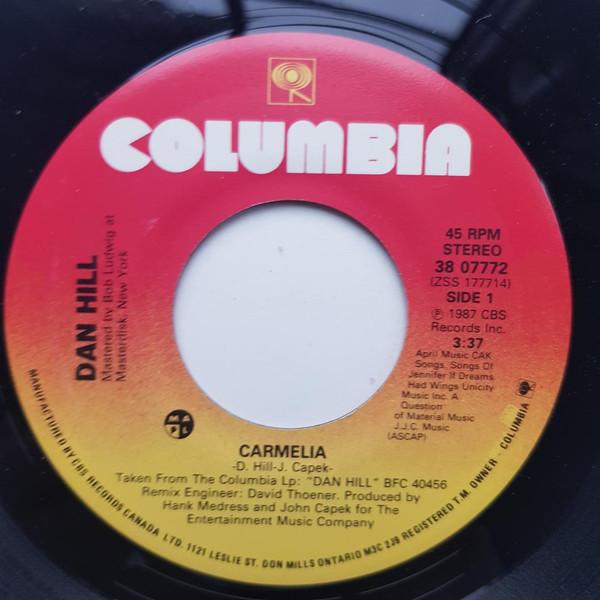 COLUMBIA
DAN HILL
Mastered by Bob Ludwig at
Masterdisk, New York
45 RPM
STEREO
38 07772
(ZSS 177714)
SIDE 1
℗ 1987 CBS
Records Inc.
3:37
April Music CAK
Songs, Songs Of
Jennifer If Dreams
Had Wings Unicity
Music Inc. A
Question
of Material Music
J.J.C. Music
(ASCAP)
M A
P L
CARMELIA
-D. Hill-J. Capek-
Taken From The Columbia Lp: "DAN HILL" BFC 40456
Remix Engineer: David Thoener. Produced by
Hank Medress and John Capek for The
Entertainment Music Company
MANUFACTURED BY CBS RECORDS CANADA LTD. 1121 LESLIE ST. DON MILLS ONTARIO M3C 2J9 REGISTERED T.M. OWNER - COLUMBIA